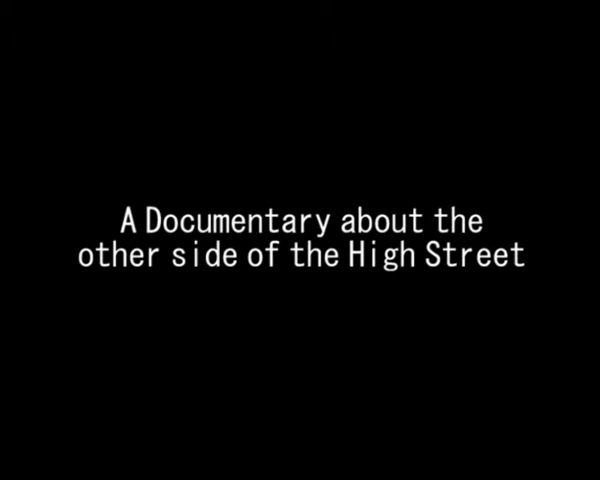 A Documentary about the
other side of the High Street